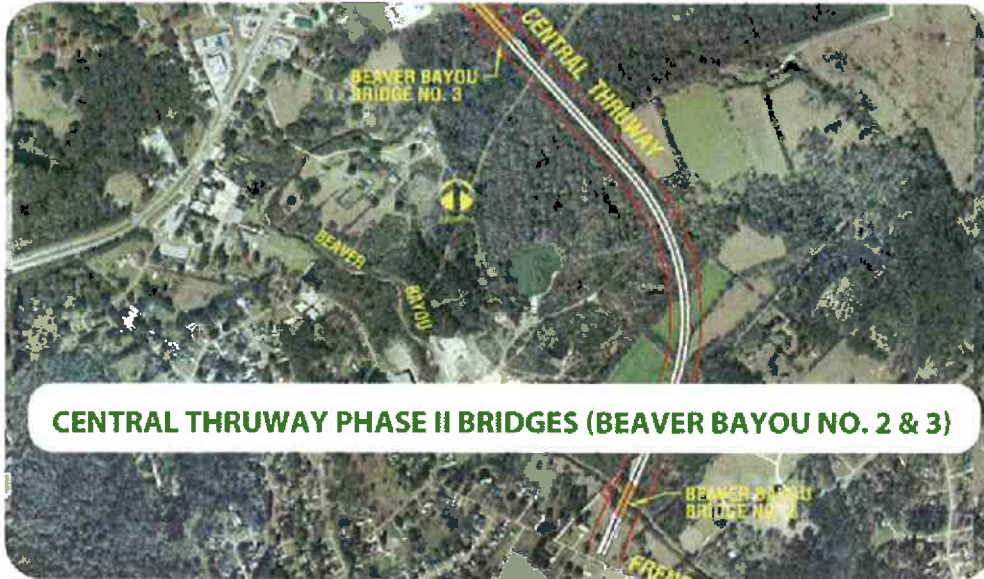 CENTRAL THRUWAY
BEAVER BAYOU
BRIDGE NO. 3
BEAVER
BAYOU
CENTRAL THRUWAY PHASE II BRIDGES (BEAVER BAYOU NO. 2 & 3)
BEAVER BAYOU
BRIDGE NO. 2